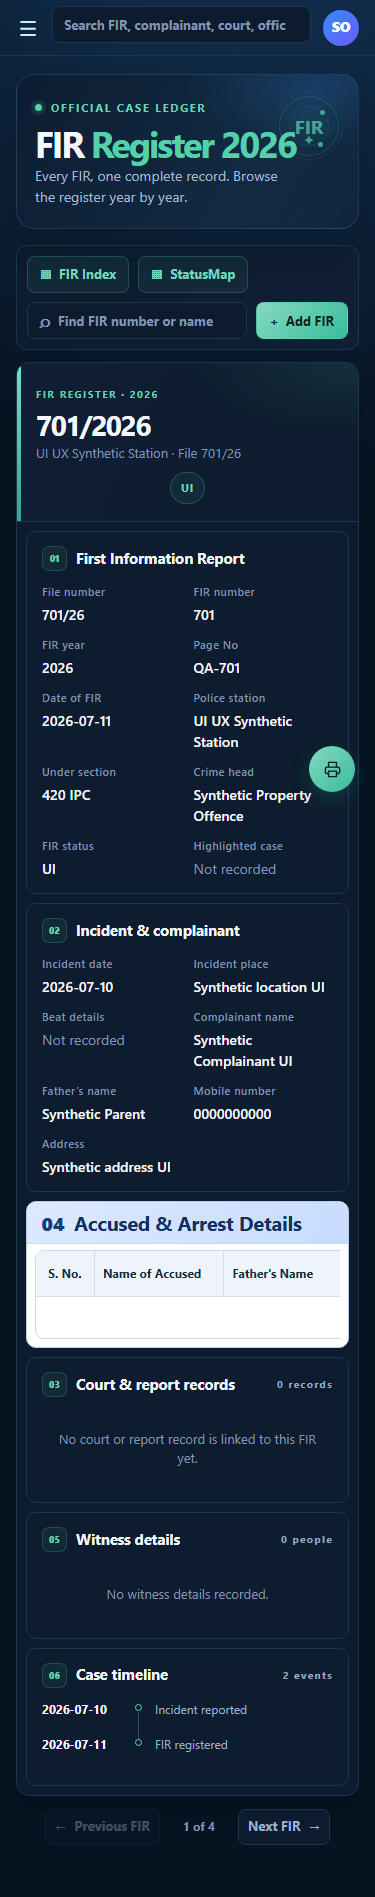 Search FIR, complainant, court, offic
SO
OFFICIAL CASE LEDGER
FIR Register 2026
FIR
Every FIR, one complete record. Browse
the register year by year.
FIR Index
StatusMap
Find FIR number or name
+ Add FIR
FIR REGISTER · 2026
701/2026
UI UX Synthetic Station · File 701/26
UI
01 First Information Report
File number FIR number
701/26 701
FIR year Page No
2026 QA-701
Date of FIR Police station
2026-07-11 UI UX Synthetic
Station
Under section Crime head
420 IPC Synthetic Property
Offence
FIR status Highlighted case
UI Not recorded
02 Incident & complainant
Incident date Incident place
2026-07-10 Synthetic location UI
Beat details Complainant name
Not recorded Synthetic
Complainant UI
Father's name Mobile number
Synthetic Parent 0000000000
Address
Synthetic address UI
04 Accused & Arrest Details
S. No. Name of Accused Father's Name
03 Court & report records 0 records
No court or report record is linked to this FIR
yet.
05 Witness details 0 people
No witness details recorded.
06 Case timeline 2 events
2026-07-10 Incident reported
2026-07-11 FIR registered
← Previous FIR 1 of 4 Next FIR →